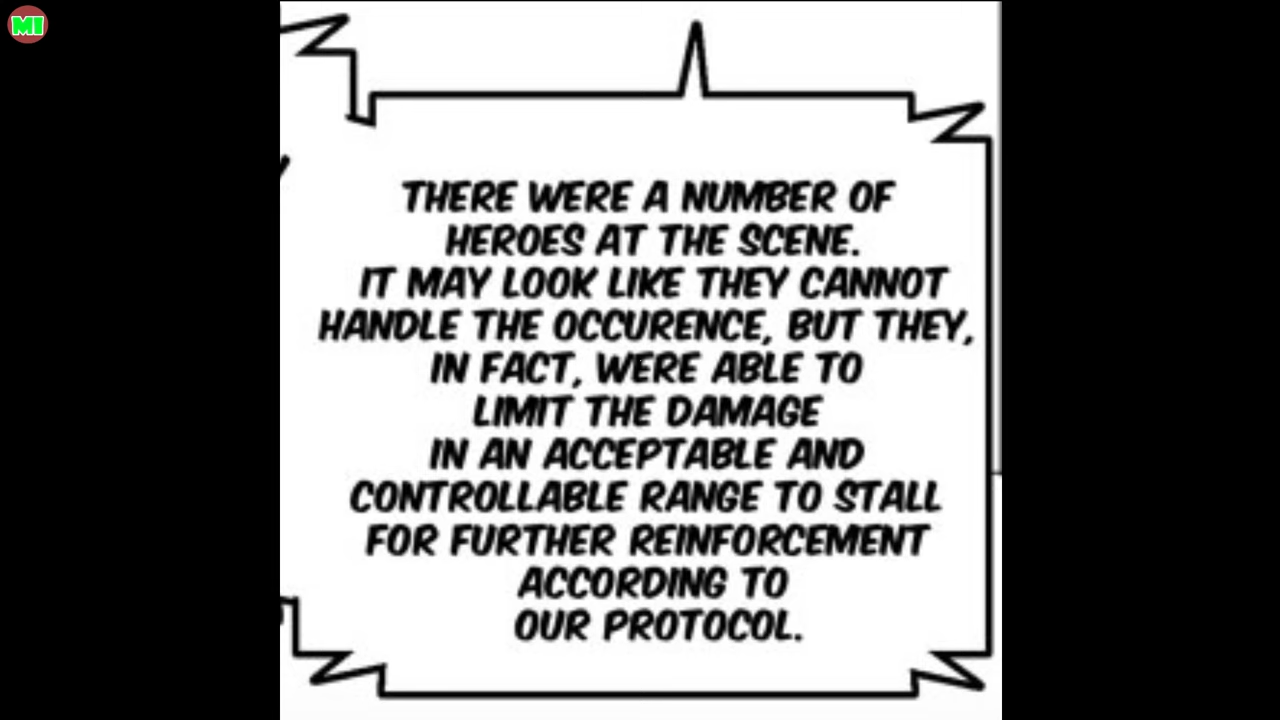 MI
THERE WERE A NUMBER OF
HEROES AT THE SCENE.
IT MAY LOOK LIKE THEY CANNOT
HANDLE THE OCCURENCE, BUT THEY,
IN FACT, WERE ABLE TO
LIMIT THE DAMAGE
IN AN ACCEPTABLE AND
CONTROLLABLE RANGE TO STALL
FOR FURTHER REINFORCEMENT
ACCORDING TO
OUR PROTOCOL.